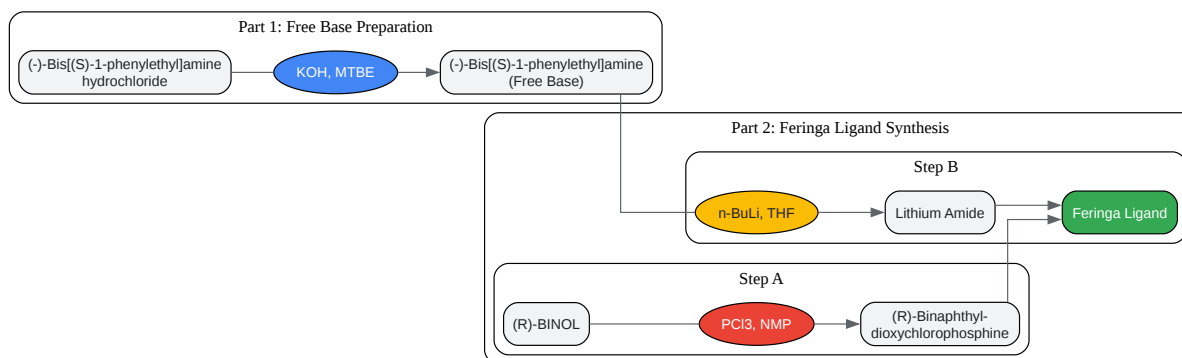 Part 1: Free Base Preparation
(-)-Bis[(S)-1-phenylethyl]amine
hydrochloride
KOH, MTBE
(-)-Bis[(S)-1-phenylethyl]amine
(Free Base)
Part 2: Feringa Ligand Synthesis
Step B
n-BuLi, THF
Lithium Amide
Feringa Ligand
Step A
(R)-BINOL
PCl3, NMP
(R)-Binaphthyl-
dioxychlorophosphine